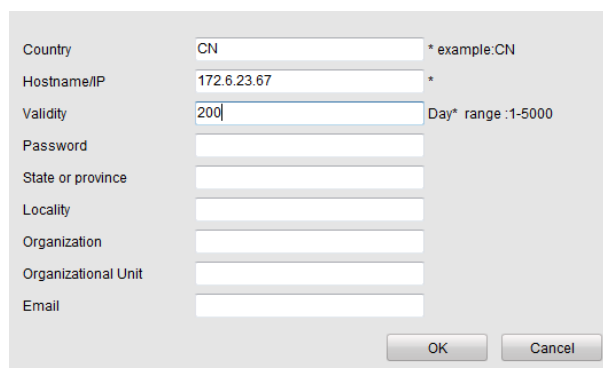 Country CN * example:CN
Hostname/IP 172.6.23.67 *
Validity 200 Day* range :1-5000
Password
State or province
Locality
Organization
Organizational Unit
Email
OK Cancel